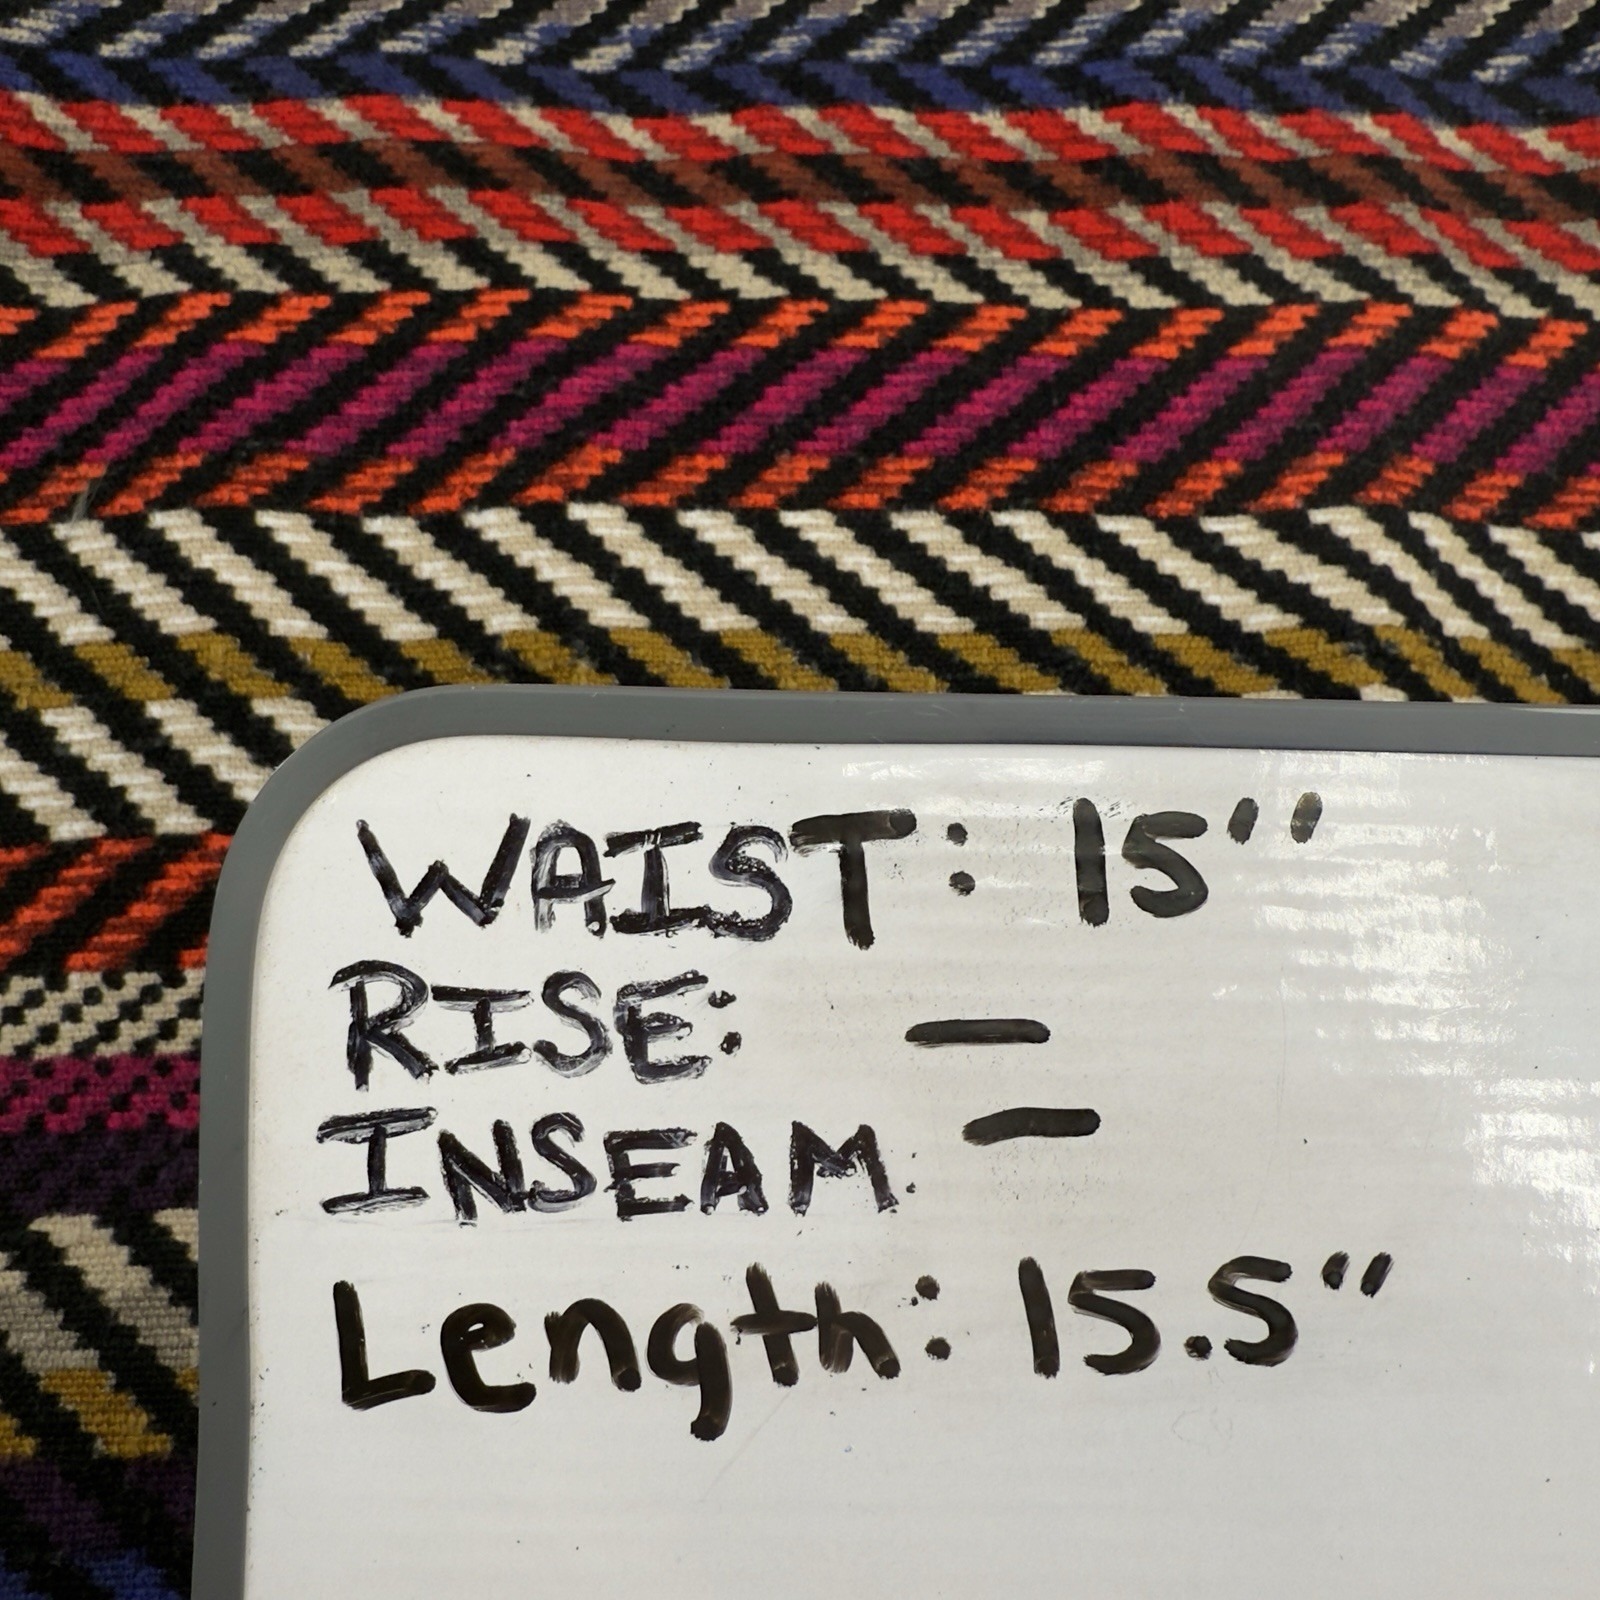 WAIST: 15"
RISE: —
INSEAM: —
Length: 15.5"